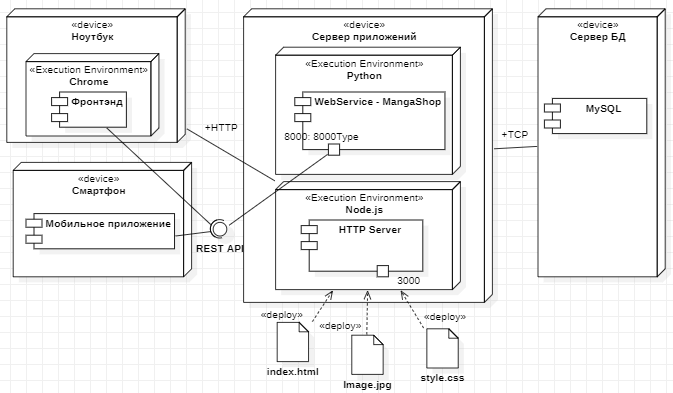 «device»
Ноутбук
«Execution Environment»
Chrome
Фронтэнд
«device»
Смартфон
Мобильное приложение
+HTTP
REST API
«device»
Сервер приложений
«Execution Environment»
Python
WebService - MangaShop
8000: 8000Type
«Execution Environment»
Node.js
HTTP Server
3000
+TCP
«device»
Сервер БД
MySQL
«deploy»
«deploy»
«deploy»
index.html
Image.jpg
style.css